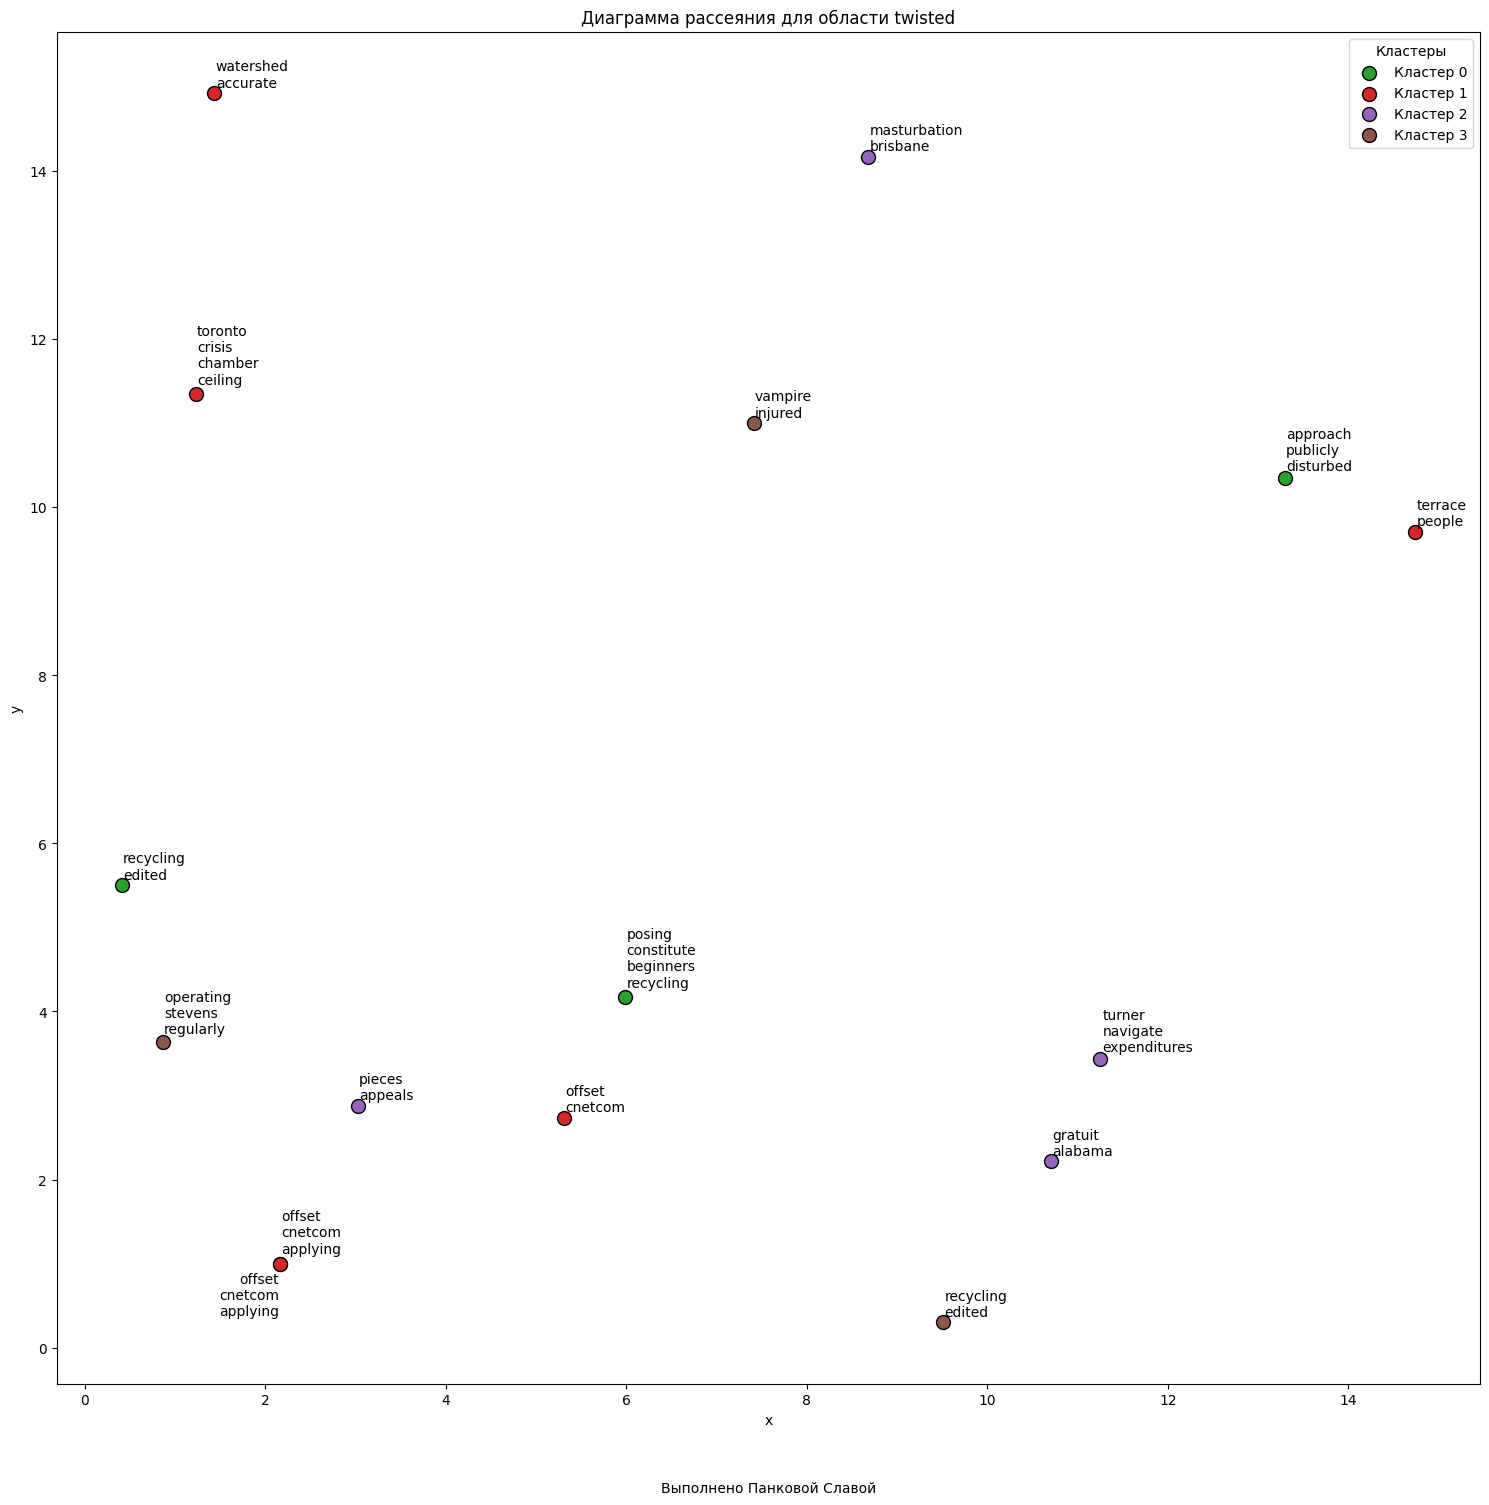 Диаграмма рассеяния для области twisted
Кластеры
Кластер 0
Кластер 1
Кластер 2
Кластер 3
watershed
accurate
masturbation
brisbane
toronto
crisis
chamber
ceiling
vampire
injured
approach
publicly
disturbed
terrace
people
recycling
edited
posing
constitute
beginners
recycling
operating
stevens
regularly
turner
navigate
expenditures
pieces
appeals
offset
cnetcom
gratuit
alabama
offset
cnetcom
applying
offset
cnetcom
applying
recycling
edited
14
12
10
8
6
4
2
0
y
0 2 4 6 8 10 12 14
x
Выполнено Панковой Славой